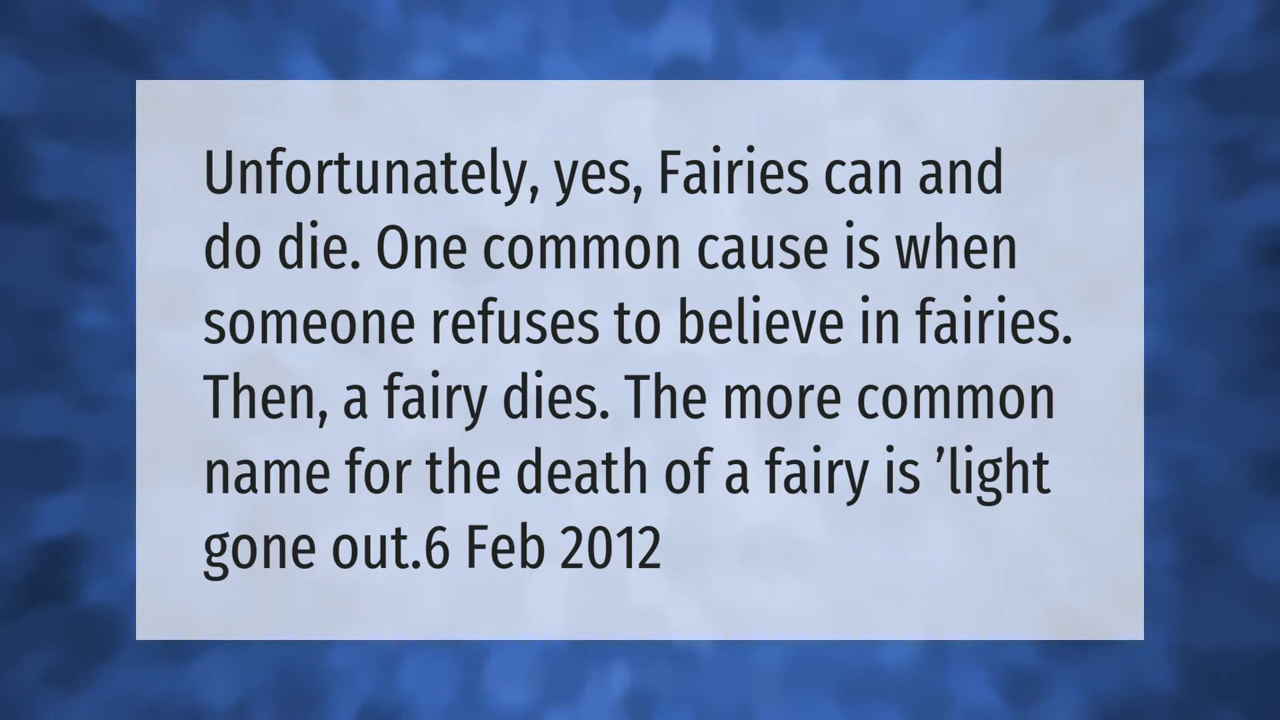 Unfortunately, yes, Fairies can and
do die. One common cause is when
someone refuses to believe in fairies.
Then, a fairy dies. The more common
name for the death of a fairy is ’light
gone out.6 Feb 2012